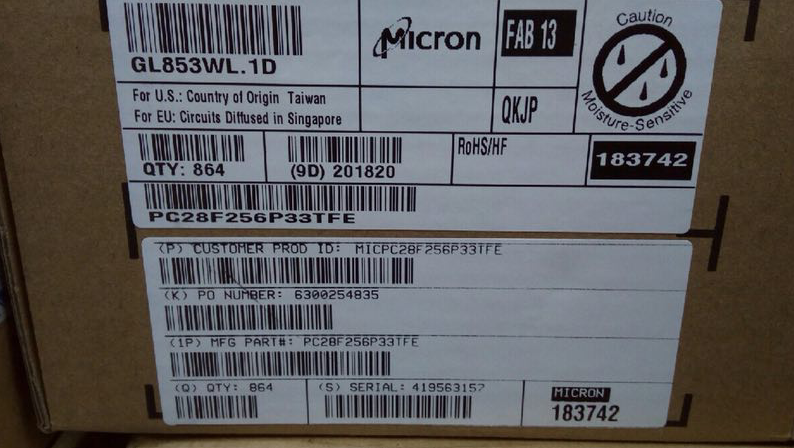 GL853WL.1D
Micron
FAB 13
Caution
Moisture-Sensitive
For U.S.: Country of Origin Taiwan
For EU: Circuits Diffused in Singapore
QKJP
QTY: 864
(9D) 201820
RoHS/HF
183742
PC28F256P33TFE
(P) CUSTOMER PROD ID: MICPC28F256P33TFE
(K) PO NUMBER: 6300254835
(1P) MFG PART#: PC28F256P33TFE
(Q) QTY: 864
(S) SERIAL: 419563157
MICRON
183742